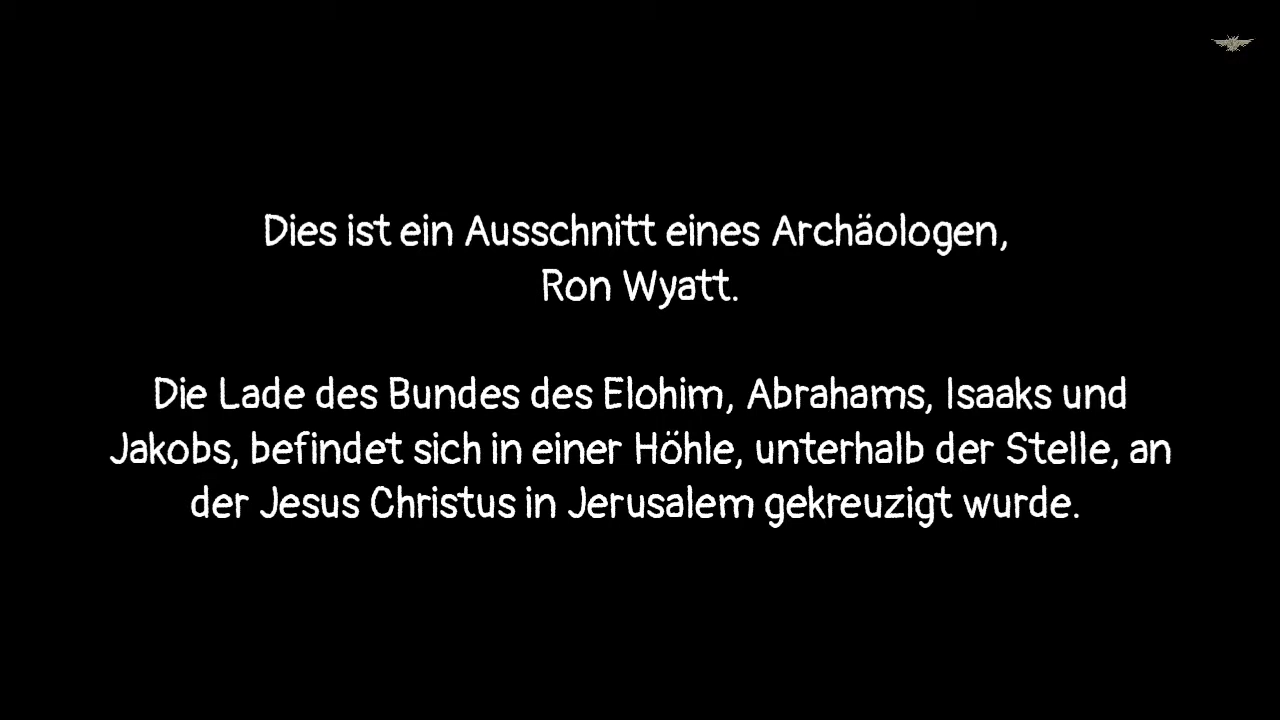 Dies ist ein Ausschnitt eines Archäologen,
Ron Wyatt.
Die Lade des Bundes des Elohim, Abrahams, Isaaks und
Jakobs, befindet sich in einer Höhle, unterhalb der Stelle, an
der Jesus Christus in Jerusalem gekreuzigt wurde.